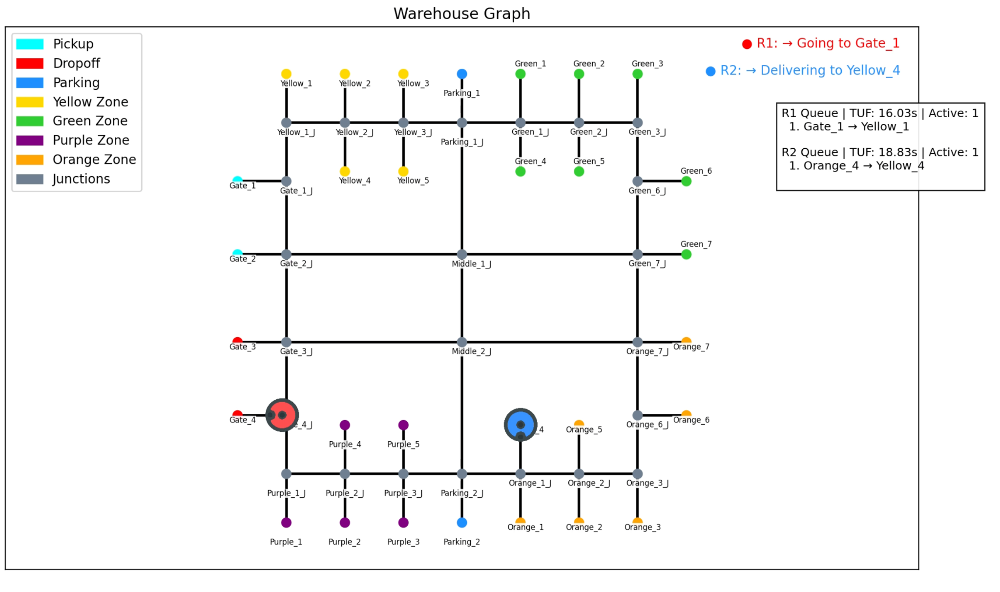 Warehouse Graph
Pickup
Dropoff
Parking
Yellow Zone
Green Zone
Purple Zone
Orange Zone
Junctions
R1: → Going to Gate_1
R2: → Delivering to Yellow_4
R1 Queue | TUF: 16.03s | Active: 1
1. Gate_1 → Yellow_1
R2 Queue | TUF: 18.83s | Active: 1
1. Orange_4 → Yellow_4
Green_1 Green_2 Green_3
Yellow_1 Yellow_2 Yellow_3
Parking_1
Yellow_1_J Yellow_2_J Yellow_3_J Green_1_J Green_2_J Green_3_J
Parking_1_J
Green_4 Green_5
Green_6
Yellow_4 Yellow_5
Gate_1
Gate_1_J Green_6_J
Green_7
Gate_2
Gate_2_J Middle_1_J Green_7_J
Gate_3 Orange_7
Gate_3_J Middle_2_J Orange_7_J
Gate_4 Orange_6
e_4_J Orange_6_J
_4 Orange_5
Purple_4 Purple_5
Orange_1_J Orange_2_J Orange_3_J
Purple_1_J Purple_2_J Purple_3_J Parking_2_J
Orange_1 Orange_2 Orange_3
Purple_1 Purple_2 Purple_3 Parking_2